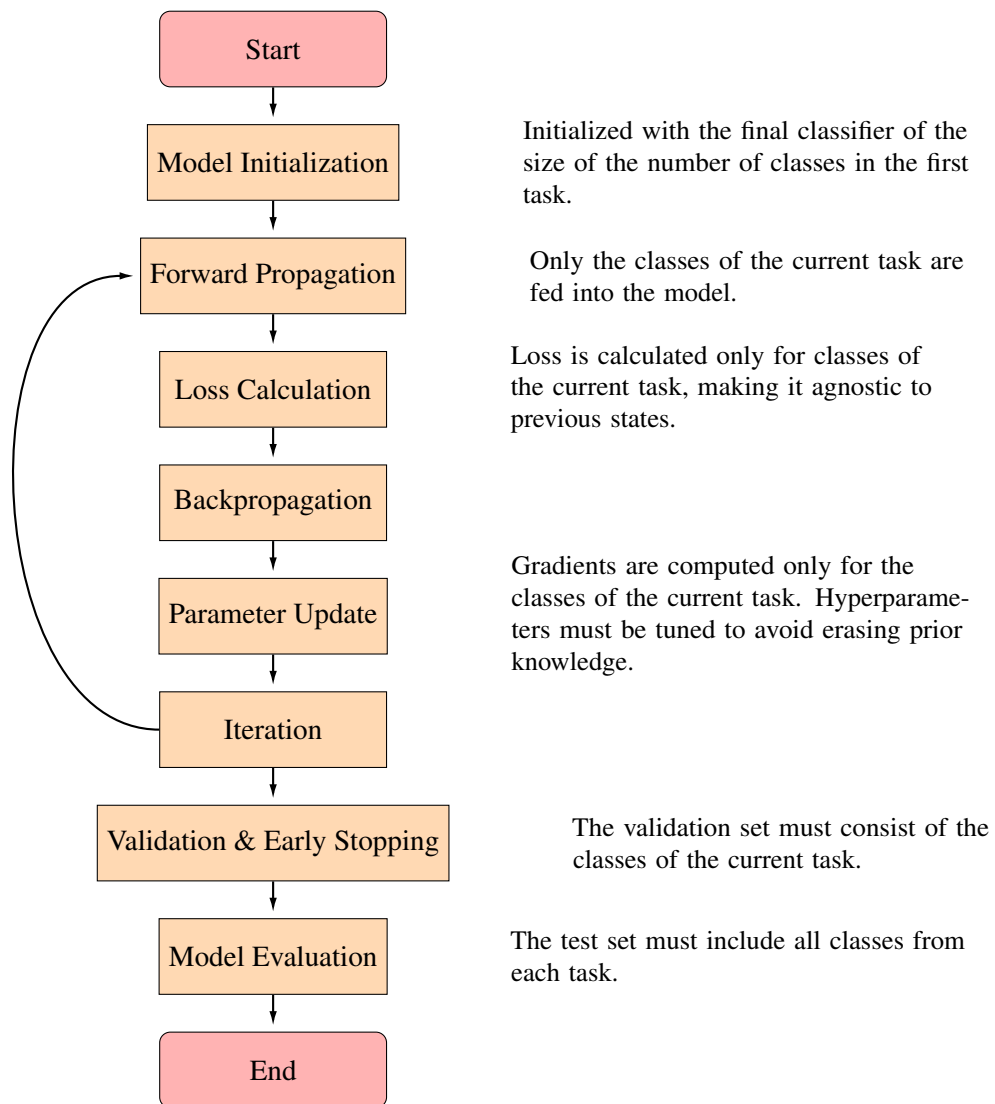 Start
Model Initialization
Initialized with the final classifier of the
size of the number of classes in the first
task.
Forward Propagation
Only the classes of the current task are
fed into the model.
Loss Calculation
Loss is calculated only for classes of
the current task, making it agnostic to
previous states.
Backpropagation
Parameter Update
Gradients are computed only for the
classes of the current task. Hyperparame-
ters must be tuned to avoid erasing prior
knowledge.
Iteration
Validation & Early Stopping
The validation set must consist of the
classes of the current task.
Model Evaluation
The test set must include all classes from
each task.
End